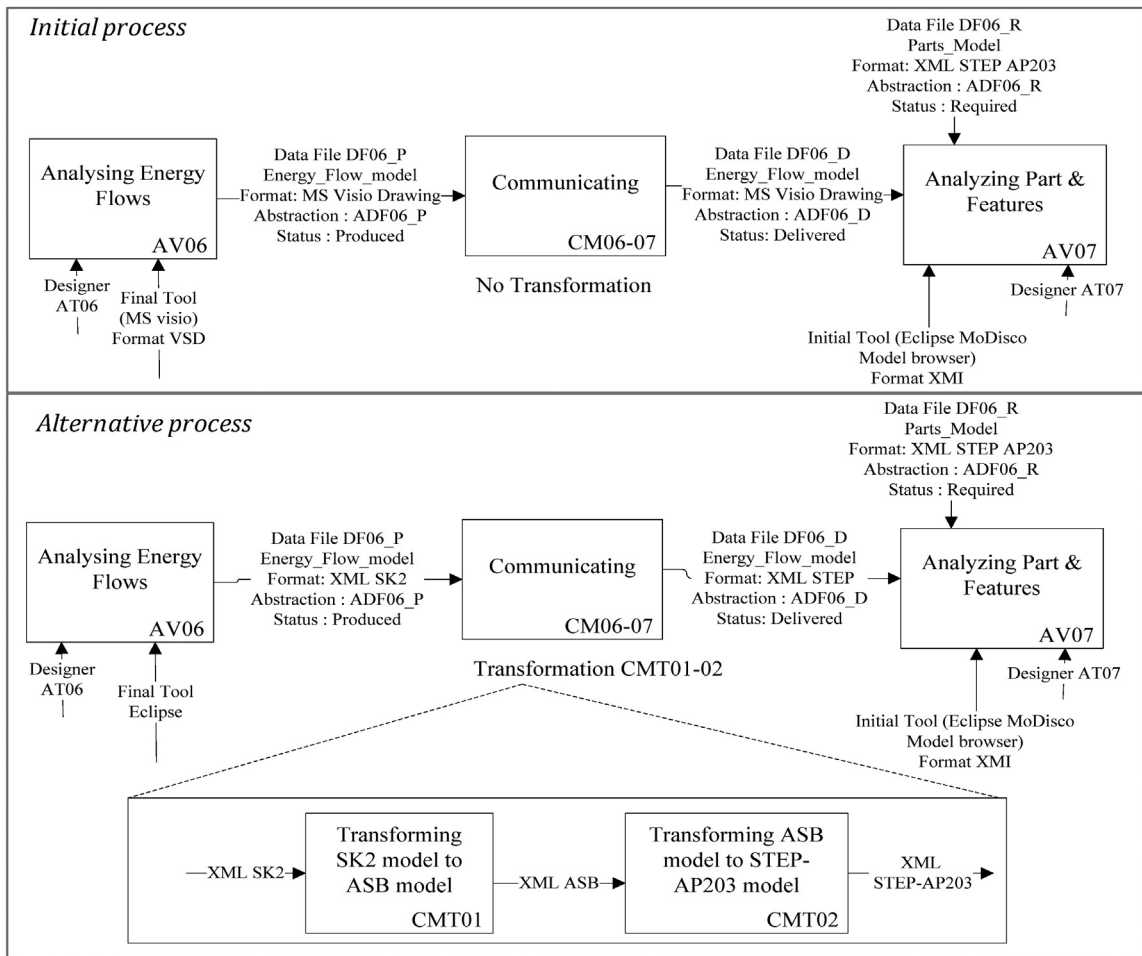 Initial process
Data File DF06_R
Parts_Model
Format: XML STEP AP203
Abstraction : ADF06_R
Status : Required
Analysing Energy
Flows
AV06
Data File DF06_P
Energy_Flow_model
Format: MS Visio Drawing
Abstraction : ADF06_P
Status : Produced
Communicating
CM06-07
Data File DF06_D
Energy_Flow_model
Format: MS Visio Drawing
Abstraction : ADF06_D
Status: Delivered
Analyzing Part &
Features
AV07
Designer
AT06
Final Tool
(MS visio)
Format VSD
No Transformation
Designer AT07
Initial Tool (Eclipse MoDisco
Model browser)
Format XMI
Alternative process
Data File DF06_R
Parts_Model
Format: XML STEP AP203
Abstraction : ADF06_R
Status : Required
Analysing Energy
Flows
AV06
Data File DF06_P
Energy_Flow_model
Format: XML SK2
Abstraction : ADF06_P
Status : Produced
Communicating
CM06-07
Data File DF06_D
Energy_Flow_model
Format: XML STEP
Abstraction : ADF06_D
Status: Delivered
Analyzing Part &
Features
AV07
Designer
AT06
Final Tool
Eclipse
Transformation CMT01-02
Designer AT07
Initial Tool (Eclipse MoDisco
Model browser)
Format XMI
XML SK2
Transforming
SK2 model to
ASB model
CMT01
XML ASB
Transforming ASB
model to STEP-
AP203 model
CMT02
XML
STEP-AP203